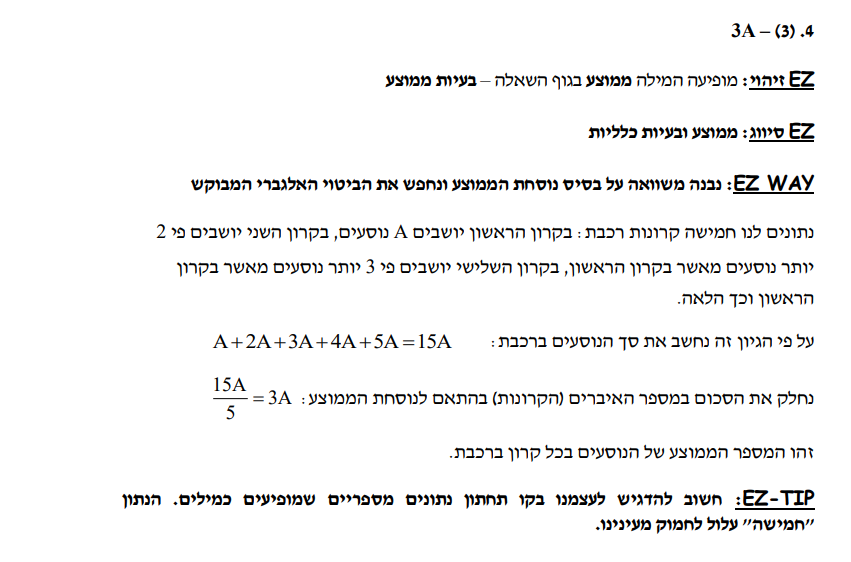 4. (3) – 3A
EZ זיהוי: מופיעה המילה ממוצע בגוף השאלה – בעיות ממוצע
EZ סיווג: ממוצע ובעיות כלליות
EZ WAY: נבנה משוואה על בסיס נוסחת הממוצע ונחפש את הביטוי האלגברי המבוקש
נתונים לנו חמישה קרונות רכבת: בקרון הראשון יושבים A נוסעים, בקרון השני יושבים פי 2
יותר נוסעים מאשר בקרון הראשון, בקרון השלישי יושבים פי 3 יותר נוסעים מאשר בקרון
הראשון וכך הלאה.
על פי הגיון זה נחשב את סך הנוסעים ברכבת: A+2A+3A+4A+5A=15A
נחלק את הסכום במספר האיברים (הקרונות) בהתאם לנוסחת הממוצע: 15A/5 = 3A
זהו המספר הממוצע של הנוסעים בכל קרון ברכבת.
EZ-TIP: חשוב להדגיש לעצמנו בקו תחתון נתונים מספריים שמופיעים כמילים. הנתון
"חמישה" עלול לחמוק מעינינו.